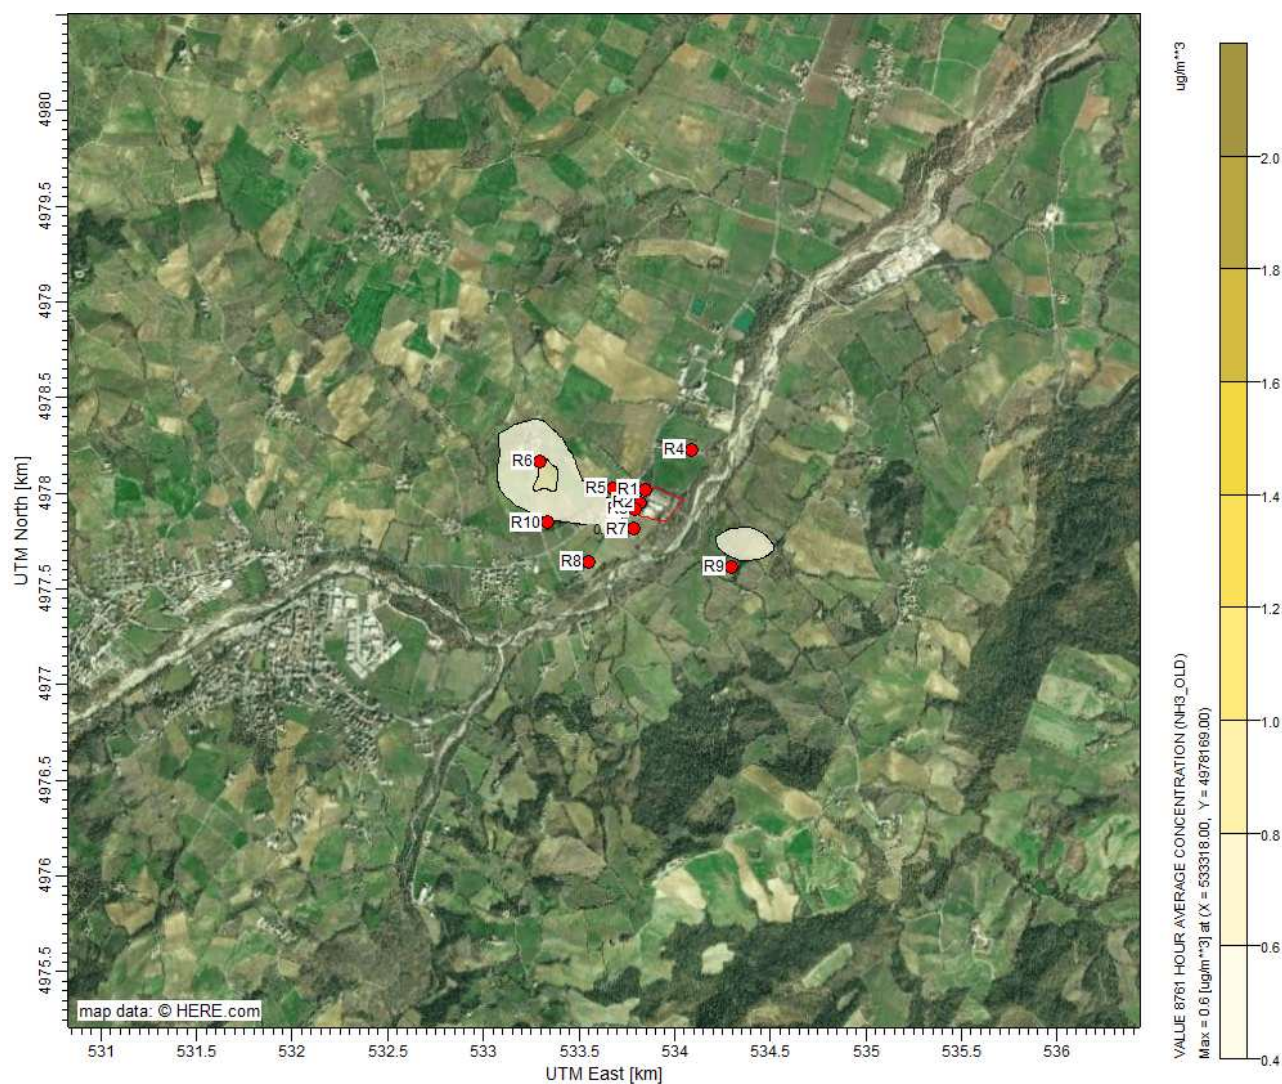 ug/m**3
4980
4979.5
4979
4978.5
4978
4977.5
4977
4976.5
4976
4975.5
UTM North [km]
R4
R6
R5
R1
R2
R10
R7
R8
R9
map data: © HERE.com
531
531.5
532
532.5
533
533.5
534
534.5
535
535.5
536
UTM East [km]
2.0
1.8
1.6
1.4
1.2
1.0
0.8
0.6
0.4
VALUE 8761 HOUR AVERAGE CONCENTRATION (NH3_OLD)
Max = 0.6 [ug/m**3] at (X = 533318.00, Y = 4978169.00)